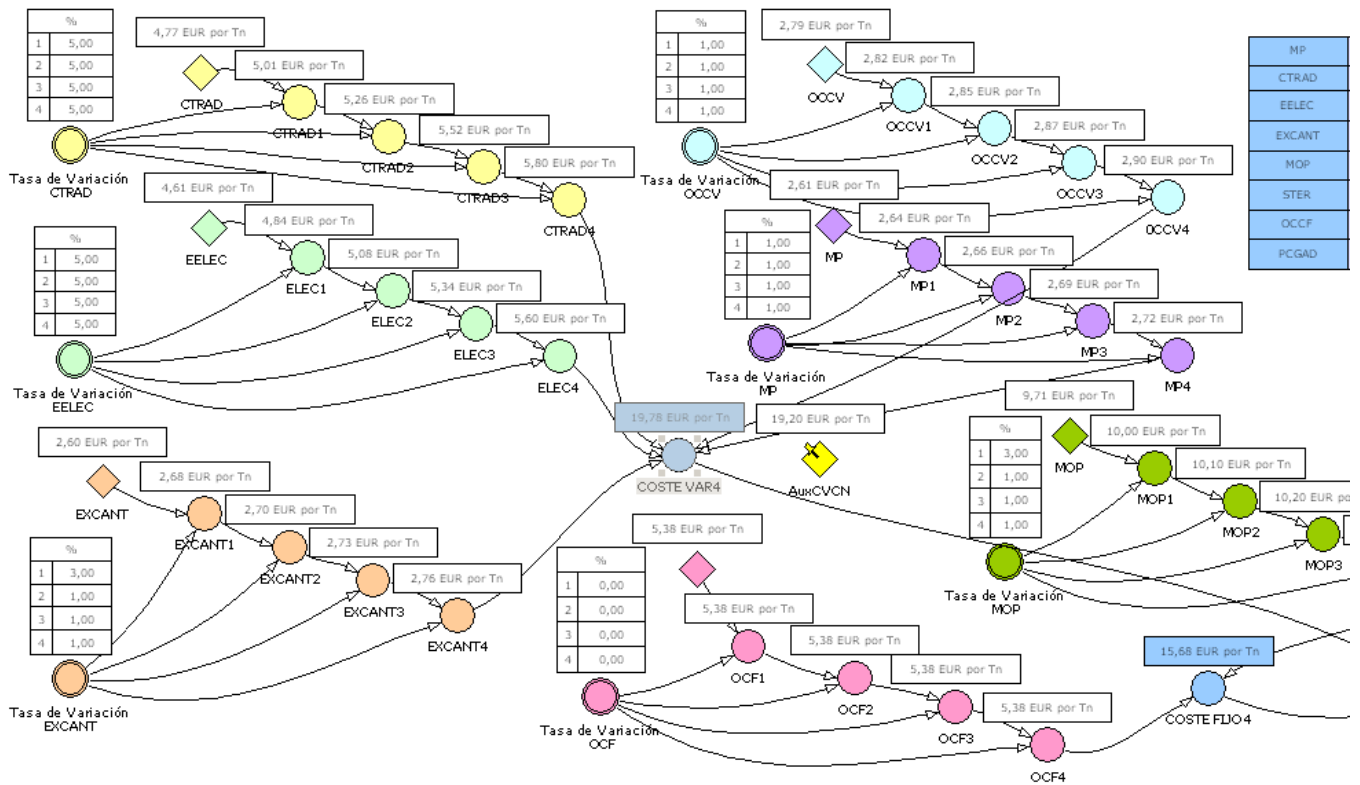 %
1 5,00
2 5,00
3 5,00
4 5,00
4,77 EUR por Tn
CTRAD
5,01 EUR por Tn
CTRAD1
5,26 EUR por Tn
CTRAD2
5,52 EUR por Tn
CTRAD3
5,80 EUR por Tn
CTRAD4
Tasa de Variación
CTRAD
4,61 EUR por Tn
EELEC
4,84 EUR por Tn
ELEC1
5,08 EUR por Tn
ELEC2
5,34 EUR por Tn
ELEC3
5,60 EUR por Tn
ELEC4
%
1 5,00
2 5,00
3 5,00
4 5,00
Tasa de Variación
EELEC
2,60 EUR por Tn
EXCANT
2,68 EUR por Tn
EXCANT1
2,70 EUR por Tn
EXCANT2
2,73 EUR por Tn
EXCANT3
2,76 EUR por Tn
EXCANT4
%
1 3,00
2 1,00
3 1,00
4 1,00
Tasa de Variación
EXCANT
%
1 1,00
2 1,00
3 1,00
4 1,00
2,79 EUR por Tn
OCCV
2,82 EUR por Tn
OCCV1
2,85 EUR por Tn
OCCV2
2,87 EUR por Tn
OCCV3
2,90 EUR por Tn
OCCV4
Tasa de Variación
OCCV
2,61 EUR por Tn
MP
2,64 EUR por Tn
MP1
2,66 EUR por Tn
MP2
2,69 EUR por Tn
MP3
2,72 EUR por Tn
MP4
%
1 1,00
2 1,00
3 1,00
4 1,00
Tasa de Variación
MP
19,78 EUR por Tn
COSTE VAR4
19,20 EUR por Tn
AuxCVCN
9,71 EUR por Tn
MOP
10,00 EUR por Tn
MOP1
10,10 EUR por Tn
MOP2
10,20 EUR po
MOP3
%
1 3,00
2 1,00
3 1,00
4 1,00
Tasa de Variación
MOP
5,38 EUR por Tn
5,38 EUR por Tn
OCF1
5,38 EUR por Tn
OCF2
5,38 EUR por Tn
OCF3
5,38 EUR por Tn
OCF4
%
1 0,00
2 0,00
3 0,00
4 0,00
Tasa de Variación
OCF
15,68 EUR por Tn
COSTE FIJO4
MP
CTRAD
EELEC
EXCANT
MOP
STER
OCCF
PCGAD